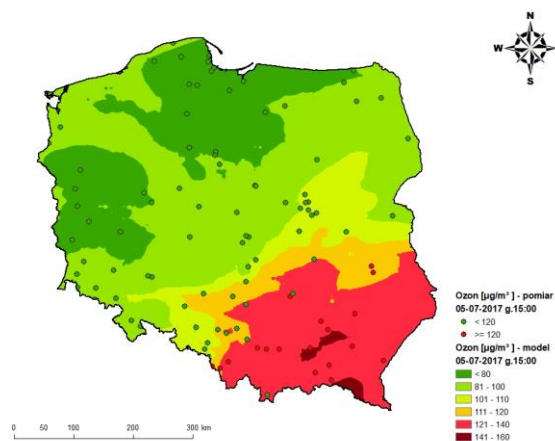 N
W E
S
Ozon [µg/m³ ] - pomiar
05-07-2017 g.15:00
< 120
>= 120
Ozon [µg/m³ ] - model
05-07-2017 g.15:00
< 80
81 - 100
101 - 110
111 - 120
121 - 140
141 - 160
0 50 100 200 300 km